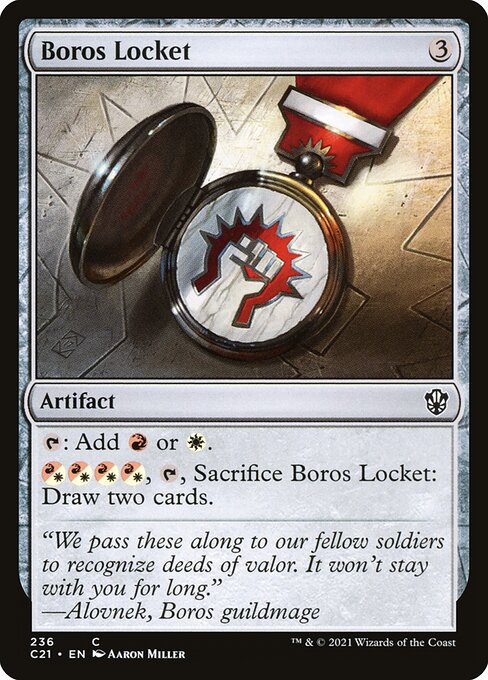 Boros Locket 3
Artifact
: Add or .
, , Sacrifice Boros Locket:
Draw two cards.
“We pass these along to our fellow soldiers
to recognize deeds of valor. It won’t stay
with you for long.”
—Alovnek, Boros guildmage
236 C
C21 • EN Aaron Miller
™ & © 2021 Wizards of the Coast